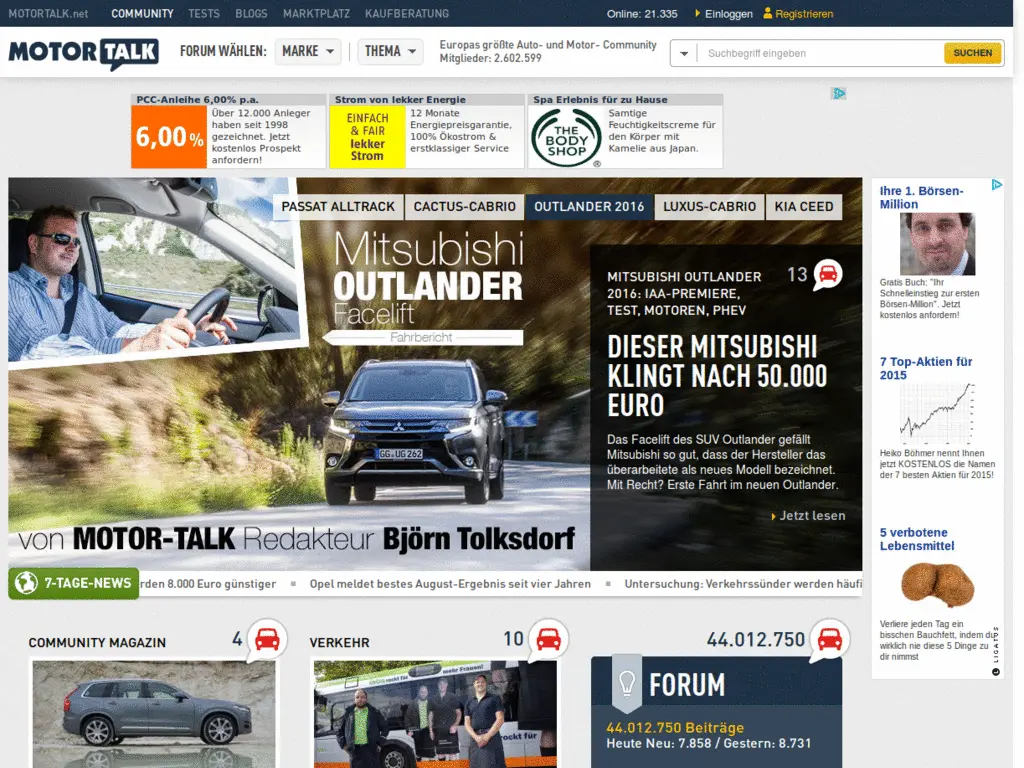 MOTORTALK.net COMMUNITY TESTS BLOGS MARKTPLATZ KAUFBERATUNG Online: 21.335 Einloggen Registrieren
MOTOR TALK
FORUM WÄHLEN: MARKE THEMA
Europas größte Auto- und Motor- Community
Mitglieder: 2.602.599
Suchbegriff eingeben SUCHEN
PCC-Anleihe 6,00% p.a.
6,00 %
Über 12.000 Anleger
haben seit 1998
gezeichnet. Jetzt
kostenlos Prospekt
anfordern!
Strom von lekker Energie
EINFACH
& FAIR
lekker
Strom
12 Monate
Energiepreisgarantie,
100% Ökostrom &
erstklassiger Service
Spa Erlebnis für zu Hause
THE
BODY
SHOP
®
Samtige
Feuchtigkeitscreme für
den Körper mit
Kamelie aus Japan.
PASSAT ALLTRACK CACTUS-CABRIO OUTLANDER 2016 LUXUS-CABRIO KIA CEED
Mitsubishi
OUTLANDER
Facelift
Fahrbericht
GG:UG 262
von MOTOR-TALK Redakteur Björn Tolksdorf
MITSUBISHI OUTLANDER
2016: IAA-PREMIERE,
TEST, MOTOREN, PHEV
13
DIESER MITSUBISHI
KLINGT NACH 50.000
EURO
Das Facelift des SUV Outlander gefällt
Mitsubishi so gut, dass der Hersteller das
überarbeitete als neues Modell bezeichnet.
Mit Recht? Erste Fahrt im neuen Outlander.
Jetzt lesen
7-TAGE-NEWS rden 8.000 Euro günstiger Opel meldet bestes August-Ergebnis seit vier Jahren Untersuchung: Verkehrssünder werden häufi
COMMUNITY MAGAZIN 4
VERKEHR 10
rockt für
44.012.750
FORUM
44.012.750 Beiträge
Heute Neu: 7.858 / Gestern: 8.731
Ihre 1. Börsen-
Million
Gratis Buch: "Ihr
Schnelleinstieg zur ersten
Börsen-Million". Jetzt
kostenlos anfordern!
7 Top-Aktien für
2015
Heiko Böhmer nennt Ihnen
jetzt KOSTENLOS die Namen
der 7 besten Aktien für 2015!
5 verbotene
Lebensmittel
Verliere jeden Tag ein
bisschen Bauchfett, indem du
wirklich nie diese 5 Dinge zu
dir nimmst
LIGATUS